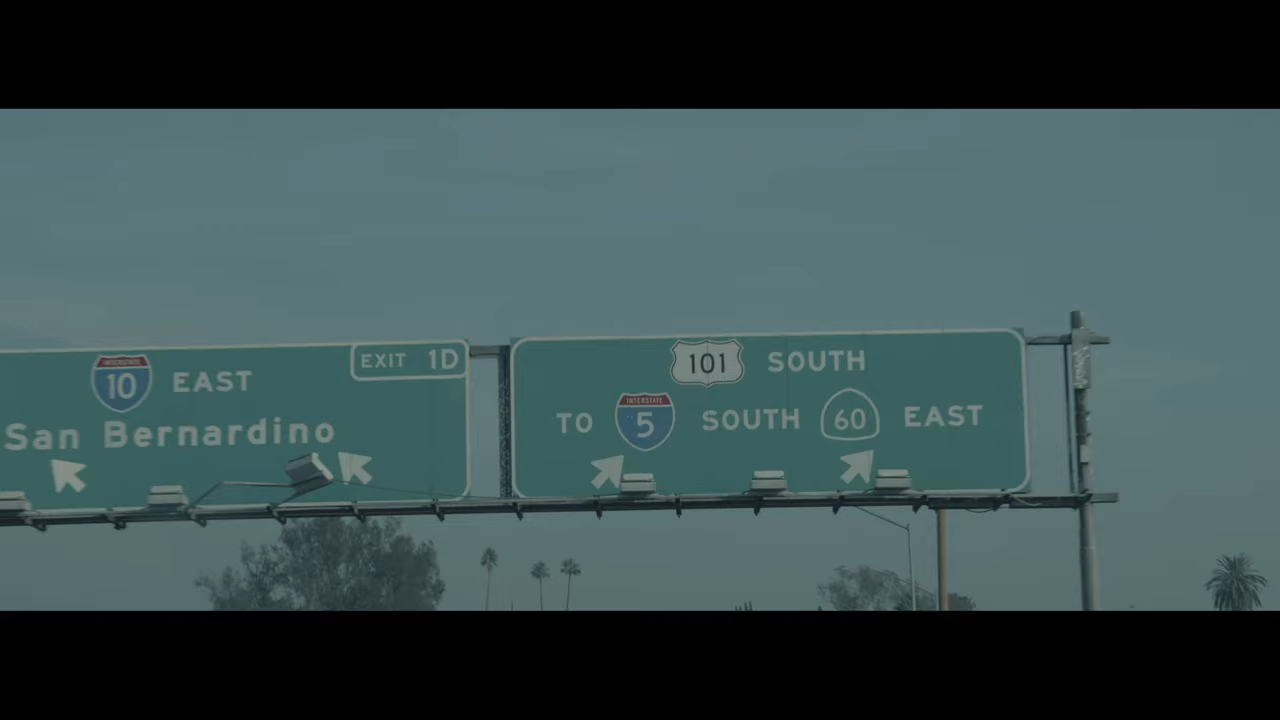 INTERSTATE
10 EAST
EXIT 1D
San Bernardino
101 SOUTH
INTERSTATE
TO 5 SOUTH 60 EAST